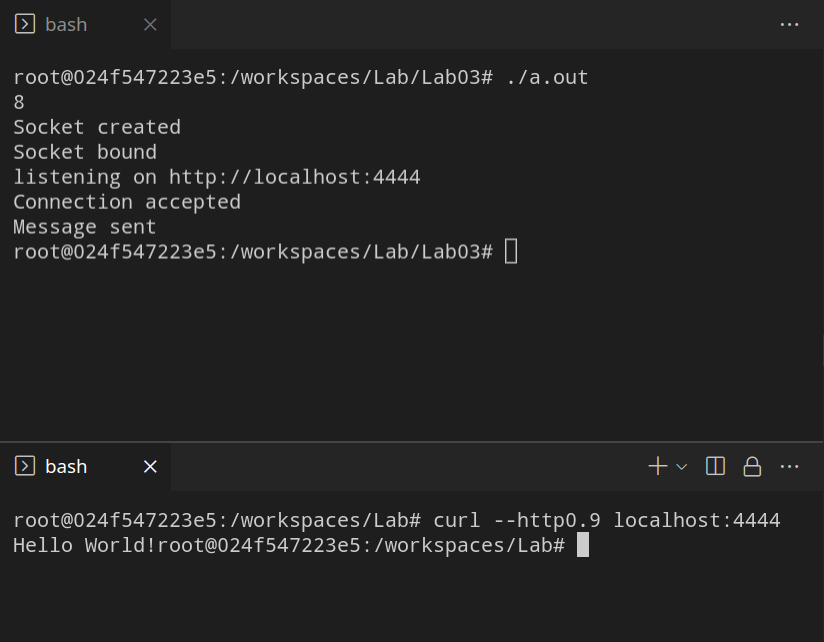 bash
root@024f547223e5:/workspaces/Lab/Lab03# ./a.out
8
Socket created
Socket bound
listening on http://localhost:4444
Connection accepted
Message sent
root@024f547223e5:/workspaces/Lab/Lab03#
bash
root@024f547223e5:/workspaces/Lab# curl --http0.9 localhost:4444
Hello World!root@024f547223e5:/workspaces/Lab#